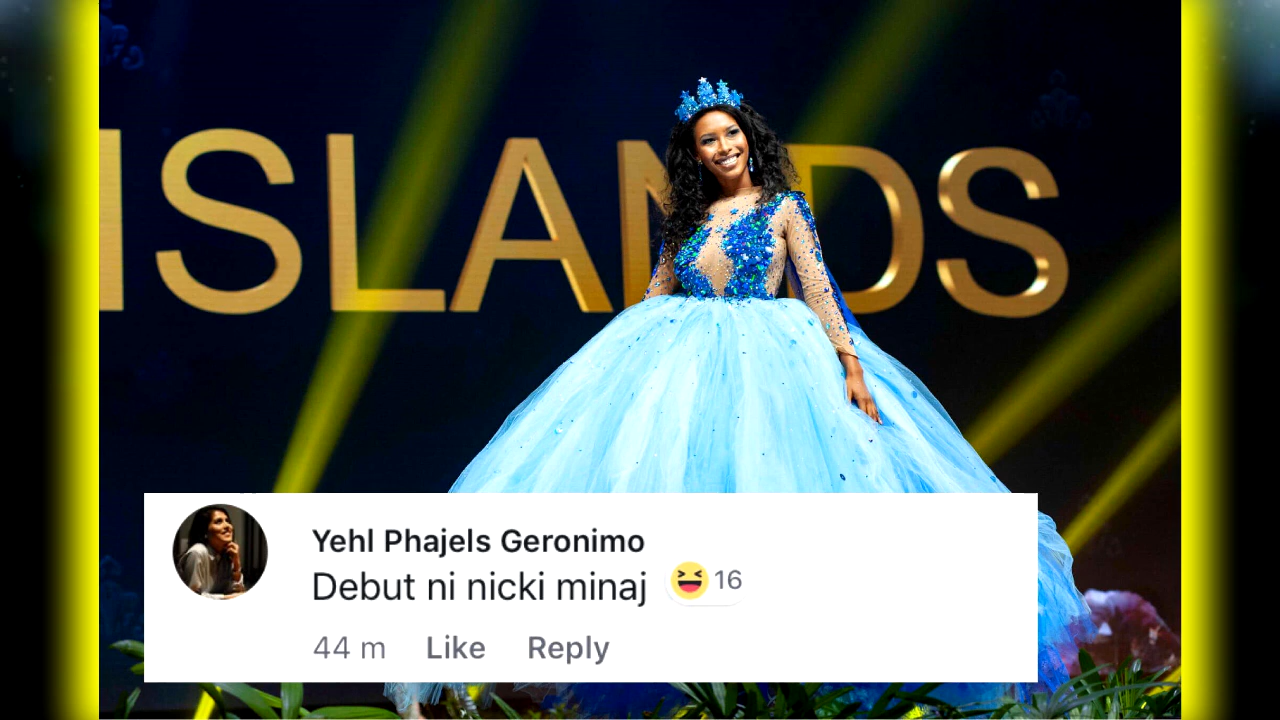 ISLANDS
Yehl Phajels Geronimo
Debut ni nicki minaj 😆 16
44 m Like Reply